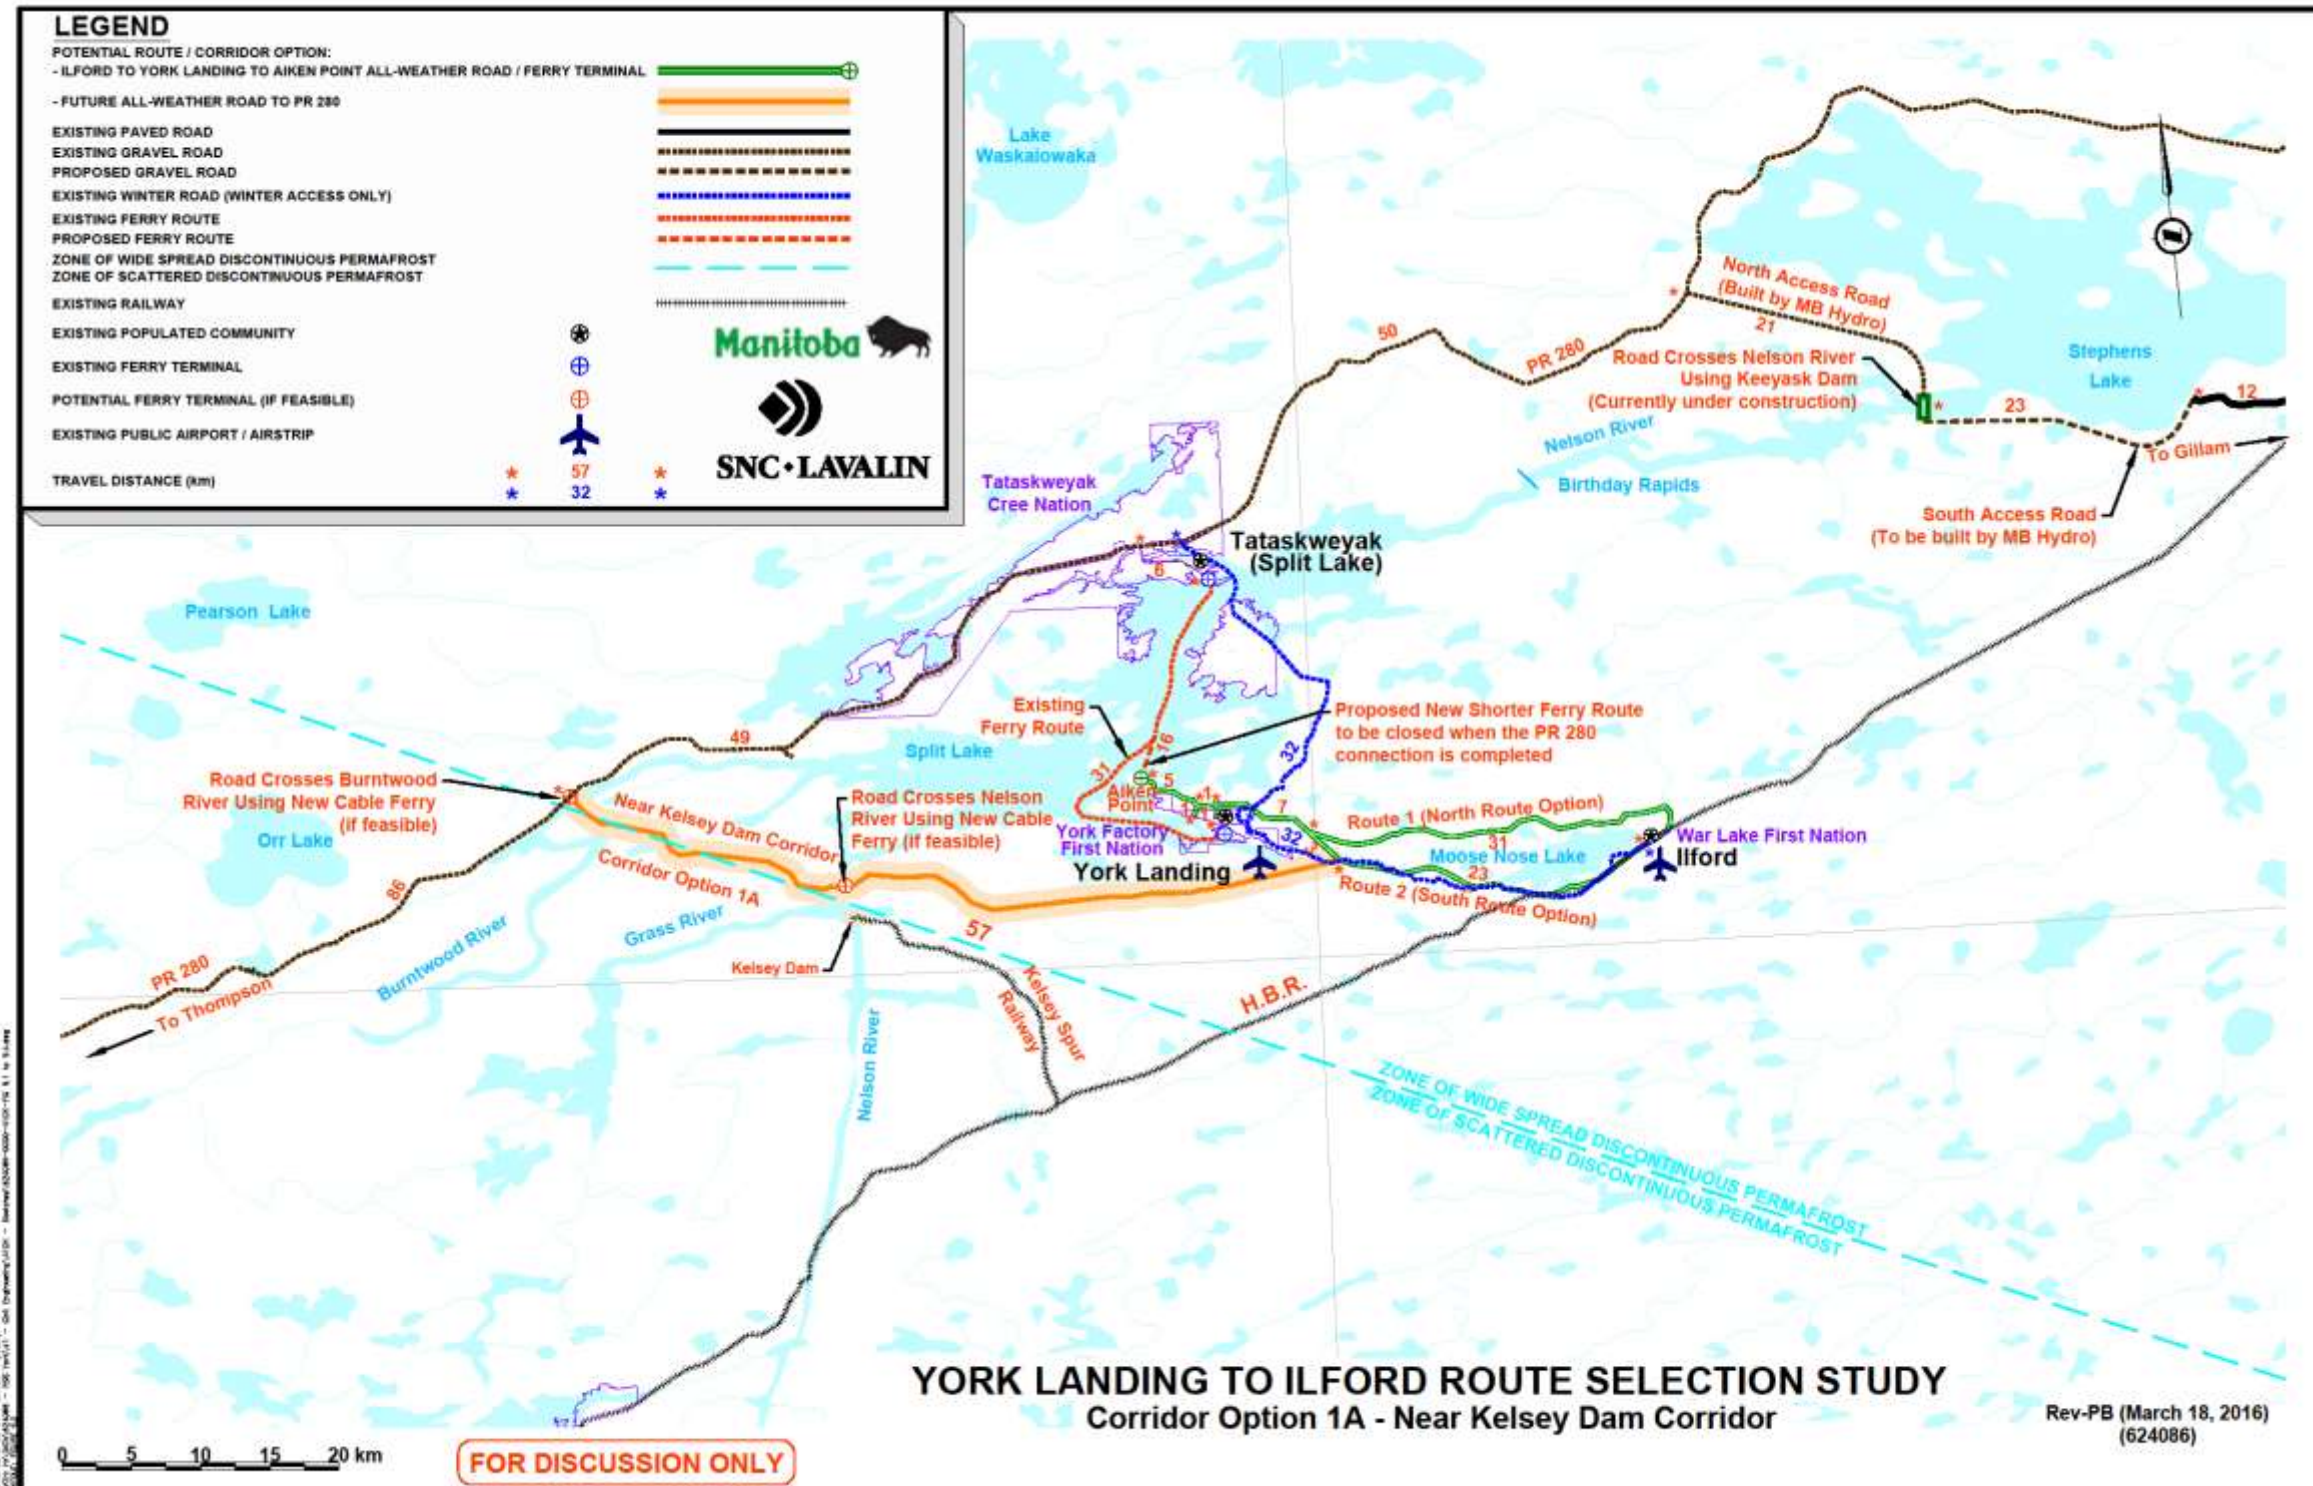 LEGEND
POTENTIAL ROUTE / CORRIDOR OPTION:
- ILFORD TO YORK LANDING TO AIKEN POINT ALL-WEATHER ROAD / FERRY TERMINAL
- FUTURE ALL-WEATHER ROAD TO PR 280
EXISTING PAVED ROAD
EXISTING GRAVEL ROAD
PROPOSED GRAVEL ROAD
EXISTING WINTER ROAD (WINTER ACCESS ONLY)
EXISTING FERRY ROUTE
PROPOSED FERRY ROUTE
ZONE OF WIDE SPREAD DISCONTINUOUS PERMAFROST
ZONE OF SCATTERED DISCONTINUOUS PERMAFROST
EXISTING RAILWAY
EXISTING POPULATED COMMUNITY
EXISTING FERRY TERMINAL
POTENTIAL FERRY TERMINAL (IF FEASIBLE)
EXISTING PUBLIC AIRPORT / AIRSTRIP
TRAVEL DISTANCE (km)
* 57 *
* 32 *
Manitoba
SNC•LAVALIN
Lake
Waskaiowaka
North Access Road
(Built by MB Hydro)
21
50
PR 280
Road Crosses Nelson River
Using Keeyask Dam
(Currently under construction)
Stephens
Lake
12
23
To Gillam
Nelson River
Birthday Rapids
South Access Road
(To be built by MB Hydro)
Tataskweyak
Cree Nation
Tataskweyak
(Split Lake)
6
Pearson Lake
Existing
Ferry Route
Proposed New Shorter Ferry Route
to be closed when the PR 280
connection is completed
49
Split Lake
16
32
31
5
Aiken
Point
1
1
7
Road Crosses Burntwood
River Using New Cable Ferry
(if feasible)
Near Kelsey Dam Corridor
Road Crosses Nelson
River Using New Cable
Ferry (if feasible)
York Factory
First Nation
32
Route 1 (North Route Option)
31
War Lake First Nation
Ilford
Orr Lake
Corridor Option 1A
York Landing
Moose Nose Lake
23
Route 2 (South Route Option)
86
Grass River
57
Burntwood River
PR 280
To Thompson
Kelsey Dam
Kelsey Spur
Railway
H.B.R.
Nelson River
ZONE OF WIDE SPREAD DISCONTINUOUS PERMAFROST
ZONE OF SCATTERED DISCONTINUOUS PERMAFROST
YORK LANDING TO ILFORD ROUTE SELECTION STUDY
Corridor Option 1A - Near Kelsey Dam Corridor
Rev-PB (March 18, 2016)
(624086)
0 5 10 15 20 km
FOR DISCUSSION ONLY